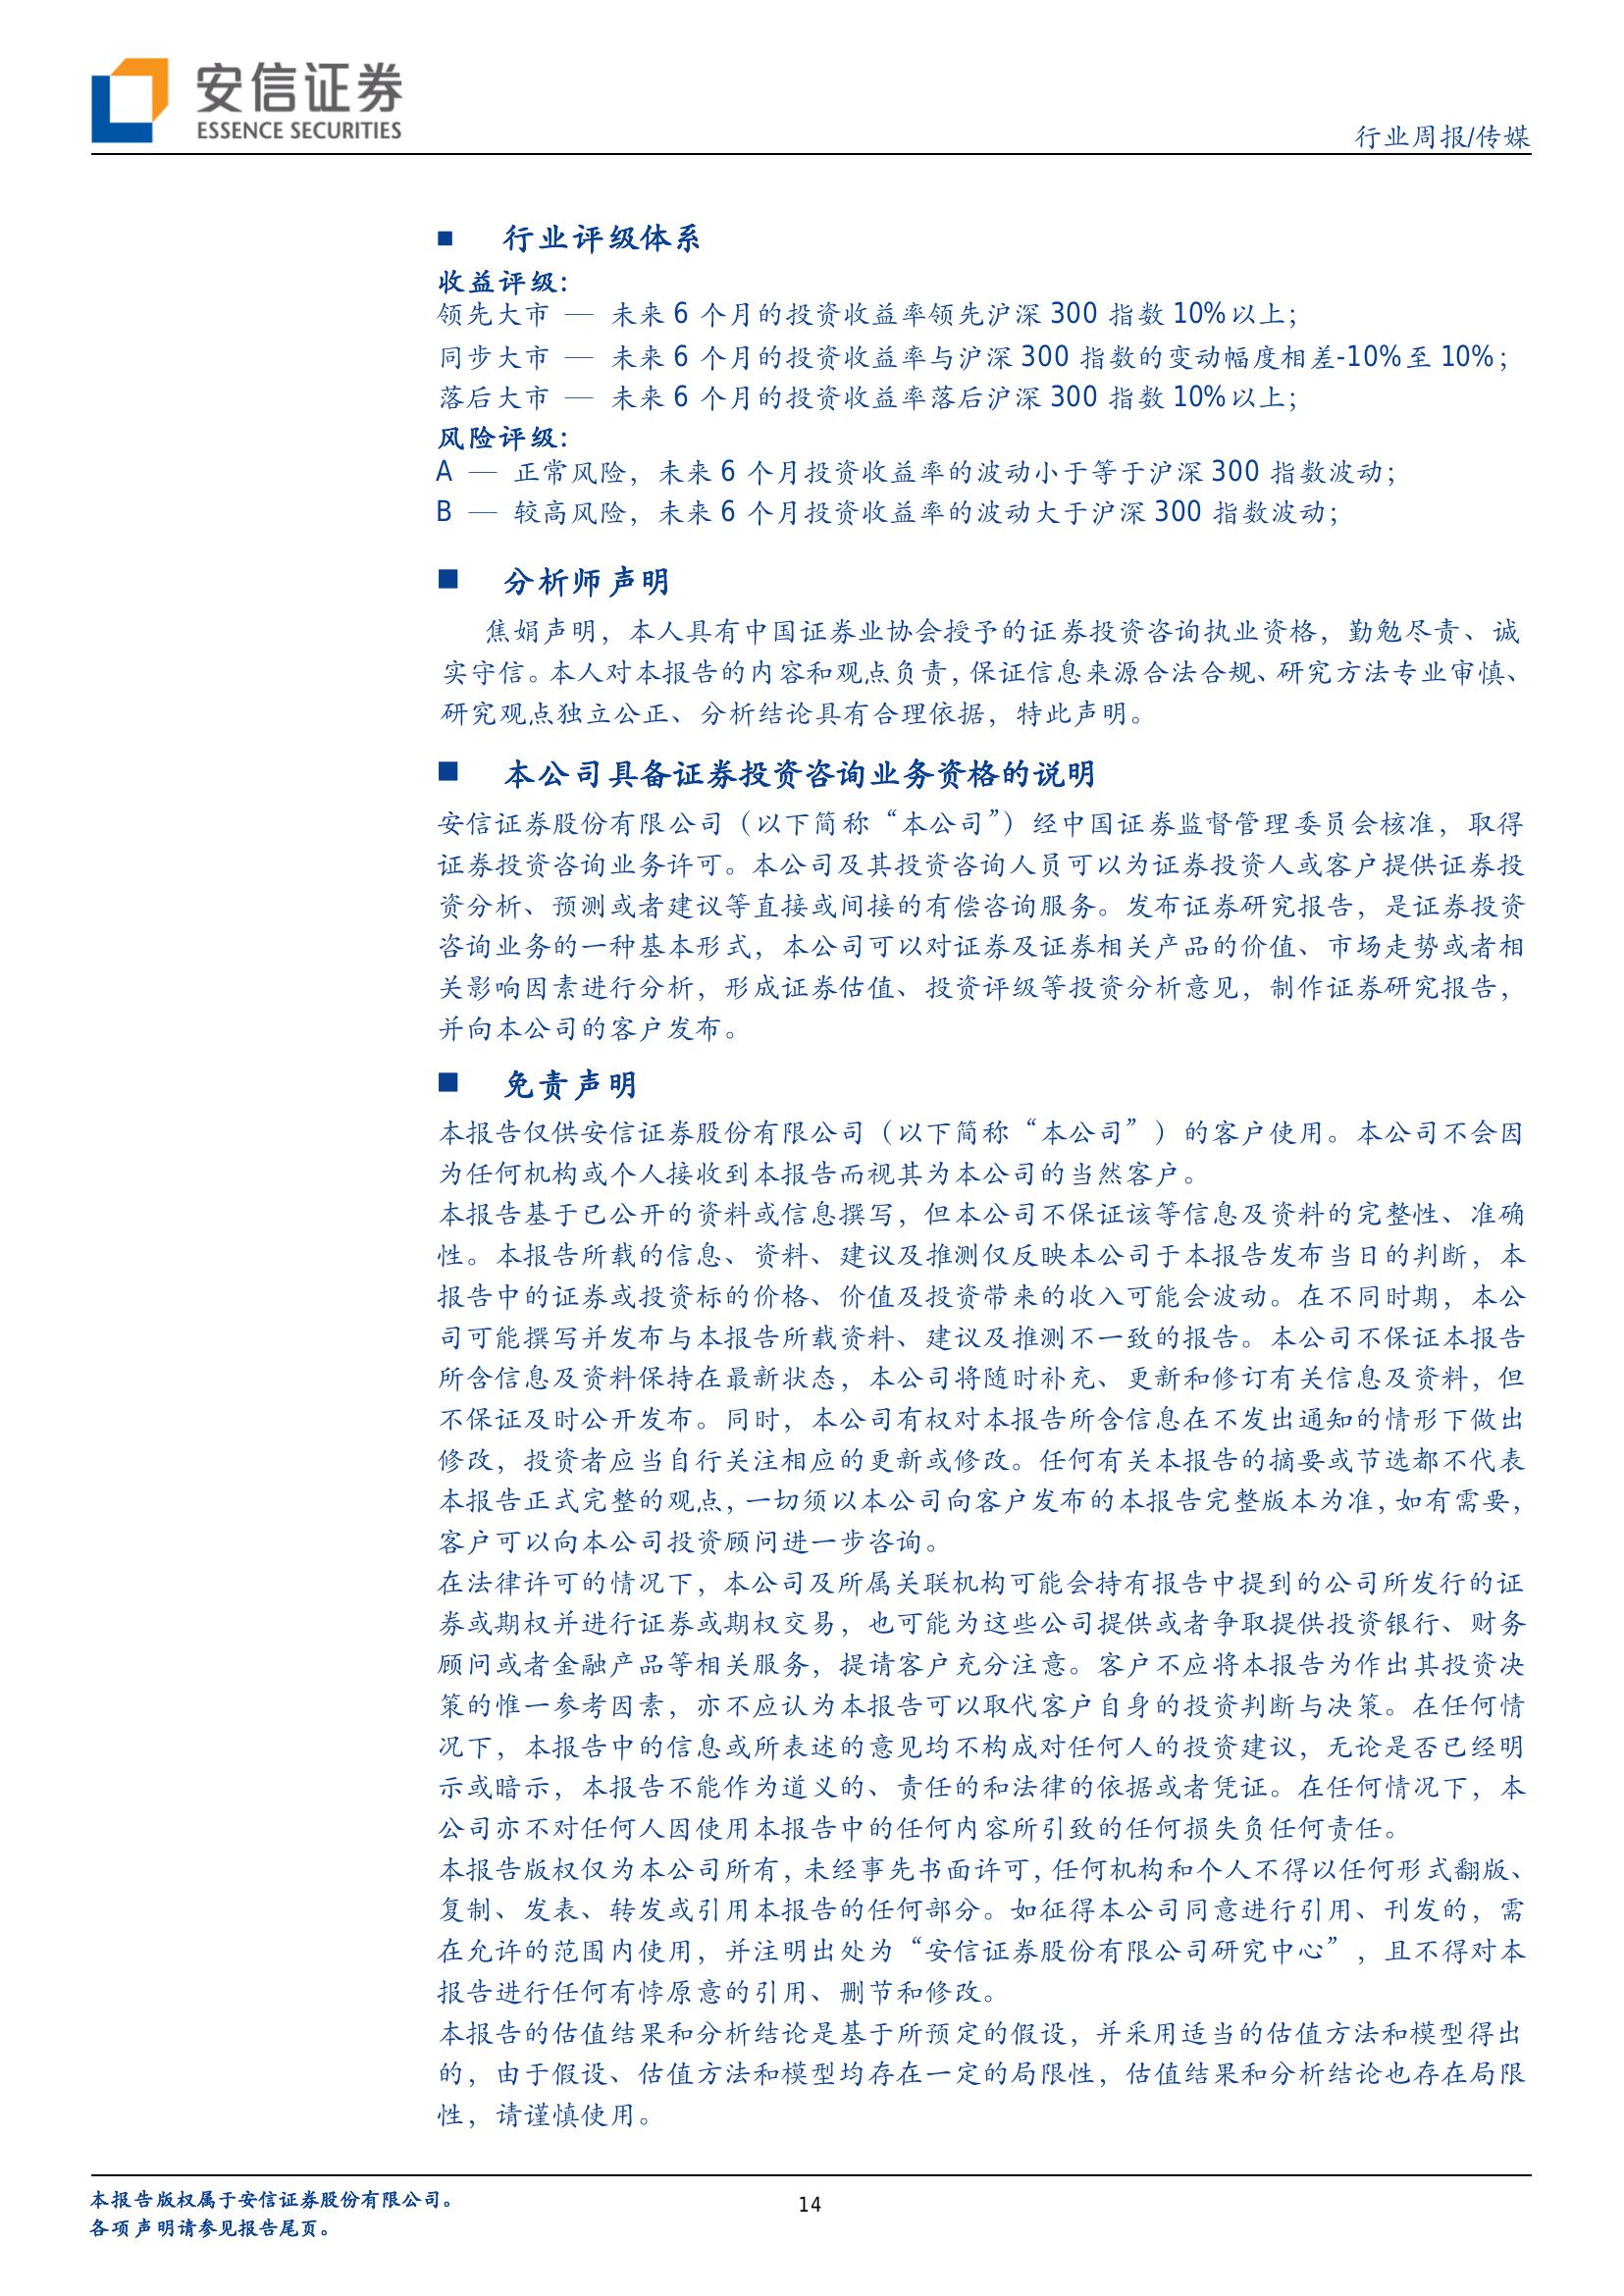 安信证券
ESSENCE SECURITIES
行业周报/传媒
■ 行业评级体系
收益评级:
领先大市 — 未来 6 个月的投资收益率领先沪深 300 指数 10%以上;
同步大市 — 未来 6 个月的投资收益率与沪深 300 指数的变动幅度相差-10%至 10%;
落后大市 — 未来 6 个月的投资收益率落后沪深 300 指数 10%以上;
风险评级:
A — 正常风险，未来 6 个月投资收益率的波动小于等于沪深 300 指数波动;
B — 较高风险，未来 6 个月投资收益率的波动大于沪深 300 指数波动;
■ 分析师声明
焦娟声明，本人具有中国证券业协会授予的证券投资咨询执业资格，勤勉尽责、诚
实守信。本人对本报告的内容和观点负责，保证信息来源合法合规、研究方法专业审慎、
研究观点独立公正、分析结论具有合理依据，特此声明。
■ 本公司具备证券投资咨询业务资格的说明
安信证券股份有限公司（以下简称“本公司”）经中国证券监督管理委员会核准，取得
证券投资咨询业务许可。本公司及其投资咨询人员可以为证券投资人或客户提供证券投
资分析、预测或者建议等直接或间接的有偿咨询服务。发布证券研究报告，是证券投资
咨询业务的一种基本形式，本公司可以对证券及证券相关产品的价值、市场走势或者相
关影响因素进行分析，形成证券估值、投资评级等投资分析意见，制作证券研究报告，
并向本公司的客户发布。
■ 免责声明
本报告仅供安信证券股份有限公司（以下简称“本公司”）的客户使用。本公司不会因
为任何机构或个人接收到本报告而视其为本公司的当然客户。
本报告基于已公开的资料或信息撰写，但本公司不保证该等信息及资料的完整性、准确
性。本报告所载的信息、资料、建议及推测仅反映本公司于本报告发布当日的判断，本
报告中的证券或投资标的价格、价值及投资带来的收入可能会波动。在不同时期，本公
司可能撰写并发布与本报告所载资料、建议及推测不一致的报告。本公司不保证本报告
所含信息及资料保持在最新状态，本公司将随时补充、更新和修订有关信息及资料，但
不保证及时公开发布。同时，本公司有权对本报告所含信息在不发出通知的情形下做出
修改，投资者应当自行关注相应的更新或修改。任何有关本报告的摘要或节选都不代表
本报告正式完整的观点，一切须以本公司向客户发布的本报告完整版本为准，如有需要，
客户可以向本公司投资顾问进一步咨询。
在法律许可的情况下，本公司及所属关联机构可能会持有报告中提到的公司所发行的证
券或期权并进行证券或期权交易，也可能为这些公司提供或者争取提供投资银行、财务
顾问或者金融产品等相关服务，提请客户充分注意。客户不应将本报告为作出其投资决
策的惟一参考因素，亦不应认为本报告可以取代客户自身的投资判断与决策。在任何情
况下，本报告中的信息或所表述的意见均不构成对任何人的投资建议，无论是否已经明
示或暗示，本报告不能作为道义的、责任的和法律的依据或者凭证。在任何情况下，本
公司亦不对任何人因使用本报告中的任何内容所引致的任何损失负任何责任。
本报告版权仅为本公司所有，未经事先书面许可，任何机构和个人不得以任何形式翻版、
复制、发表、转发或引用本报告的任何部分。如征得本公司同意进行引用、刊发的，需
在允许的范围内使用，并注明出处为“安信证券股份有限公司研究中心”，且不得对本
报告进行任何有悖原意的引用、删节和修改。
本报告的估值结果和分析结论是基于所预定的假设，并采用适当的估值方法和模型得出
的，由于假设、估值方法和模型均存在一定的局限性，估值结果和分析结论也存在局限
性，请谨慎使用。
本报告版权属于安信证券股份有限公司。
各项声明请参见报告尾页。
14